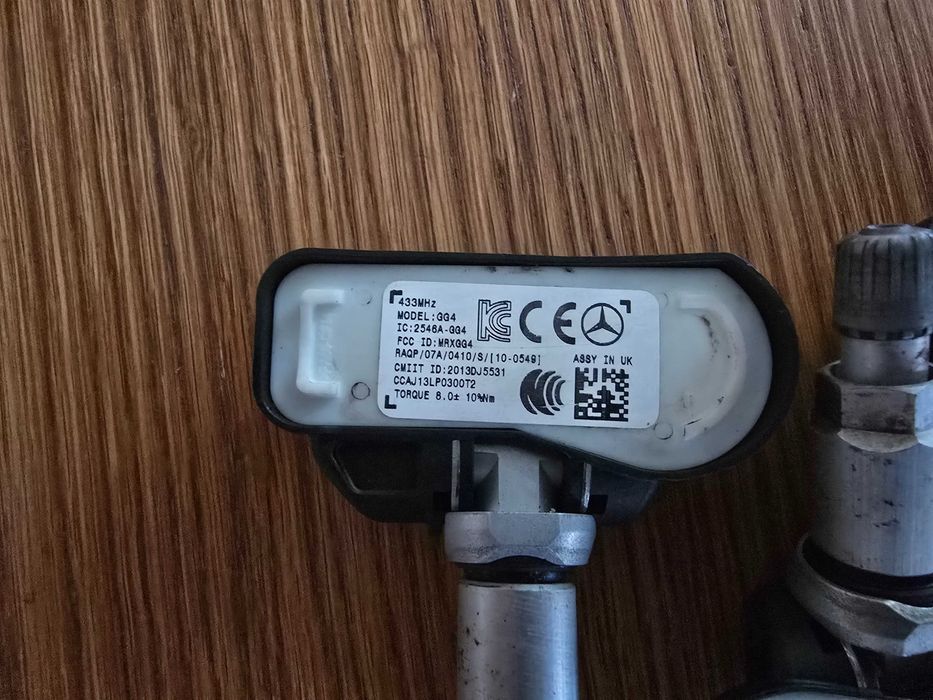 433MHz
MODEL:GG4
IC:2546A-GG4
FCC ID:MRXGG4
RAQP/07A/0410/S/[10-0549]
CMIIT ID:2013DJ5531
CCAJ13LP0300T2
TORQUE 8.0± 10%Nm
CE
ASSY IN UK